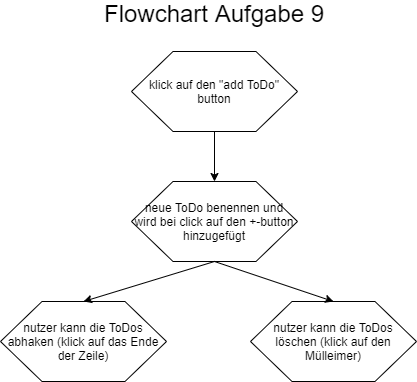 Flowchart Aufgabe 9
klick auf den "add ToDo"
button
neue ToDo benennen und
wird bei click auf den +-button
hinzugefügt
nutzer kann die ToDos
abhaken (klick auf das Ende
der Zeile)
nutzer kann die ToDos
löschen (klick auf den
Mülleimer)